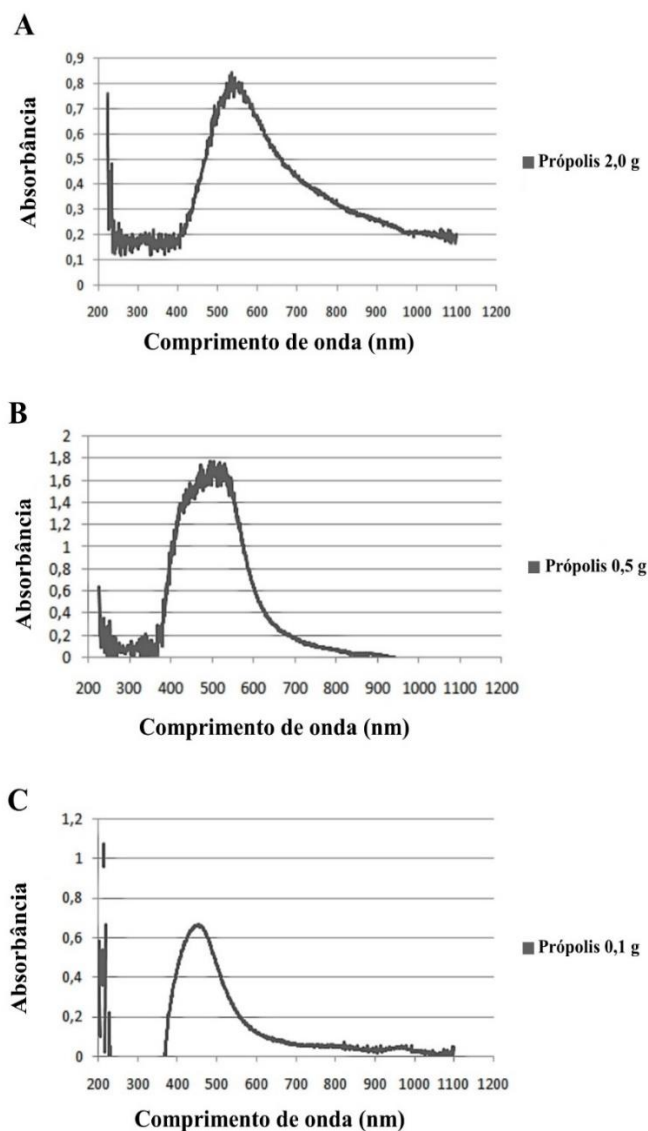 A
Absorbância
0,9
0,8
0,7
0,6
0,5
0,4
0,3
0,2
0,1
0
200 300 400 500 600 700 800 900 1000 1100 1200
Comprimento de onda (nm)
Própolis 2,0 g
B
Absorbância
2
1,8
1,6
1,4
1,2
1
0,8
0,6
0,4
0,2
0
200 300 400 500 600 700 800 900 1000 1100 1200
Comprimento de onda (nm)
Própolis 0,5 g
C
Absorbância
1,2
1
0,8
0,6
0,4
0,2
0
200 300 400 500 600 700 800 900 1000 1100 1200
Comprimento de onda (nm)
Própolis 0,1 g